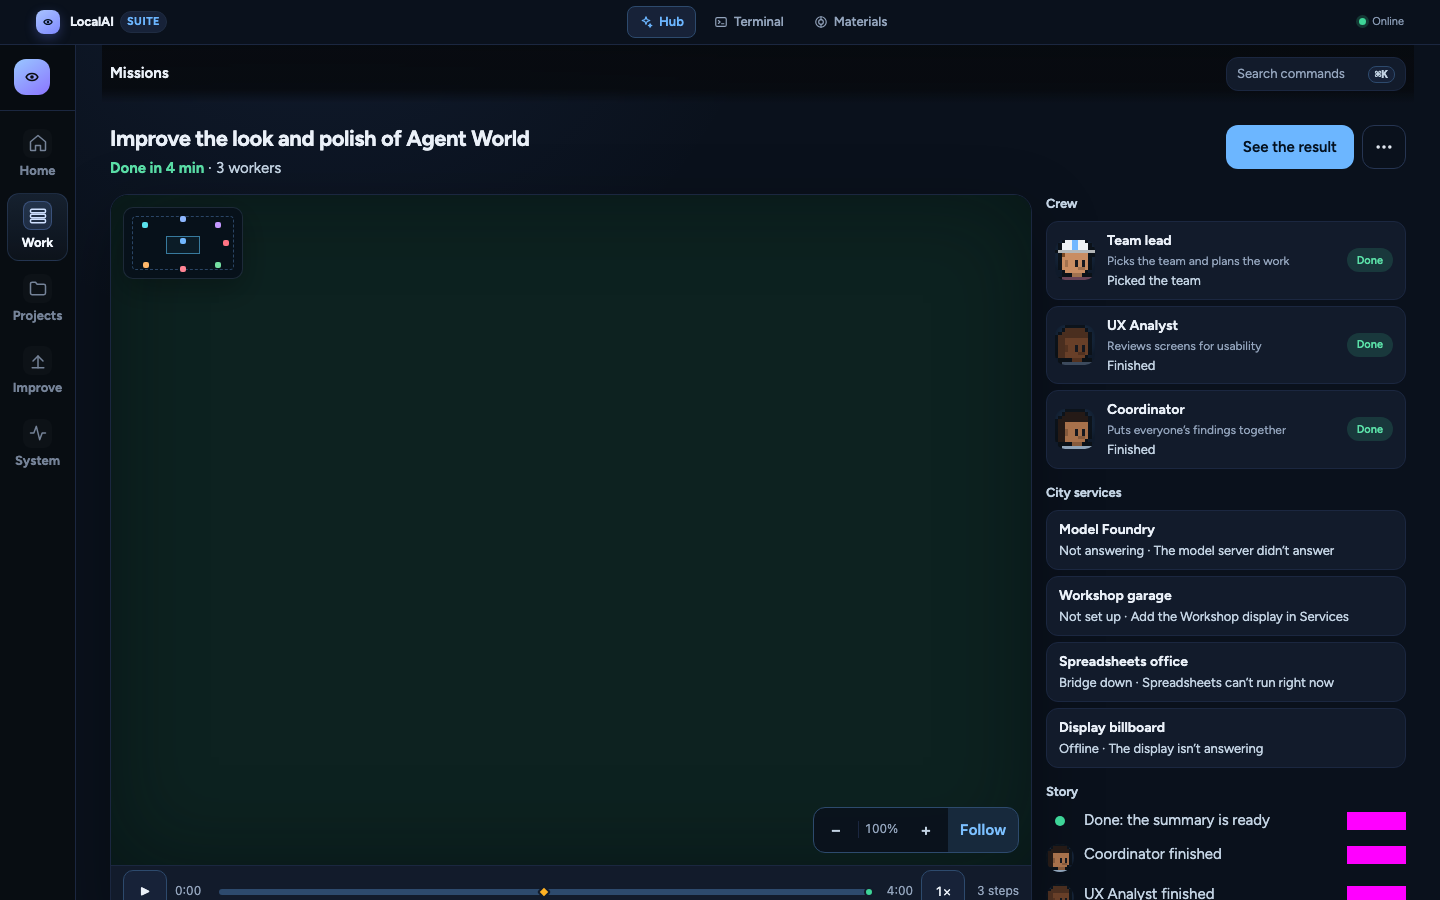 LocalAI SUITE
Hub
Terminal
Materials
Online
Missions
Search commands ⌘K
Home
Work
Projects
Improve
System
Improve the look and polish of Agent World
Done in 4 min · 3 workers
See the result
100%
Follow
0:00
4:00
1×
3 steps
Crew
Team lead
Picks the team and plans the work
Picked the team
Done
UX Analyst
Reviews screens for usability
Finished
Done
Coordinator
Puts everyone's findings together
Finished
Done
City services
Model Foundry
Not answering · The model server didn't answer
Workshop garage
Not set up · Add the Workshop display in Services
Spreadsheets office
Bridge down · Spreadsheets can't run right now
Display billboard
Offline · The display isn't answering
Story
Done: the summary is ready
Coordinator finished
UX Analyst finished